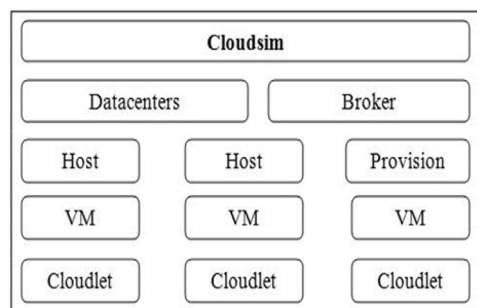 Cloudsim
Datacenters Broker
Host Host Provision
VM VM VM
Cloudlet Cloudlet Cloudlet